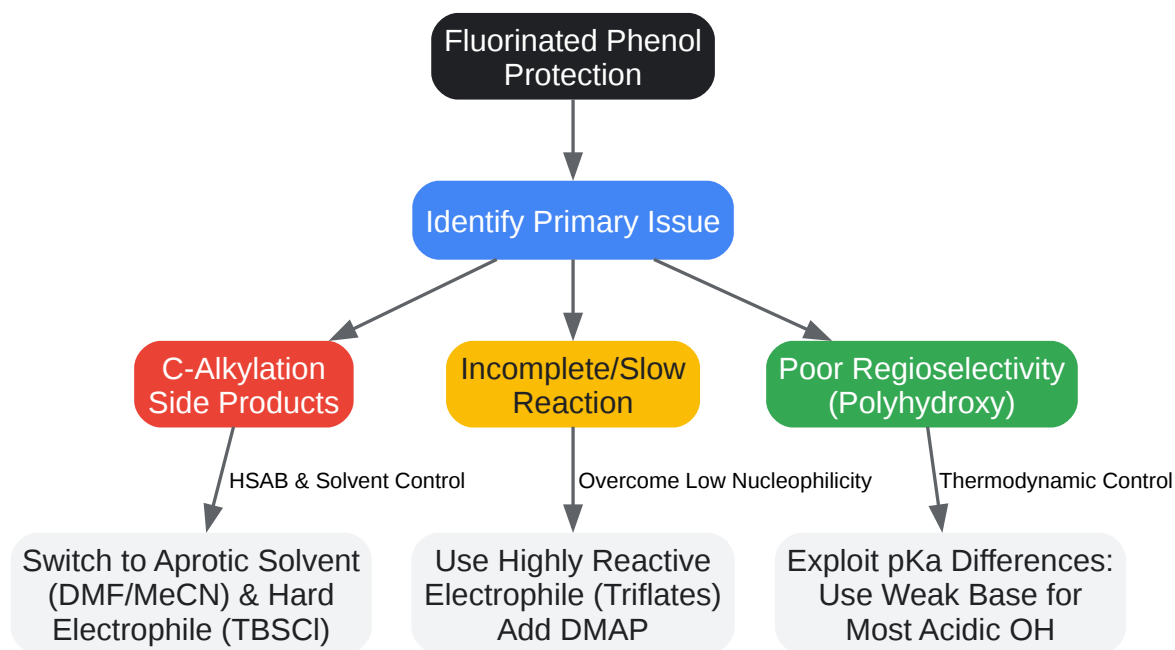 Fluorinated Phenol
Protection
Identify Primary Issue
C-Alkylation
Side Products
Incomplete/Slow
Reaction
Poor Regioselectivity
(Polyhydroxy)
HSAB & Solvent Control
Overcome Low Nucleophilicity
Thermodynamic Control
Switch to Aprotic Solvent
(DMF/MeCN) & Hard
Electrophile (TBSCl)
Use Highly Reactive
Electrophile (Triflates)
Add DMAP
Exploit pKa Differences:
Use Weak Base for
Most Acidic OH